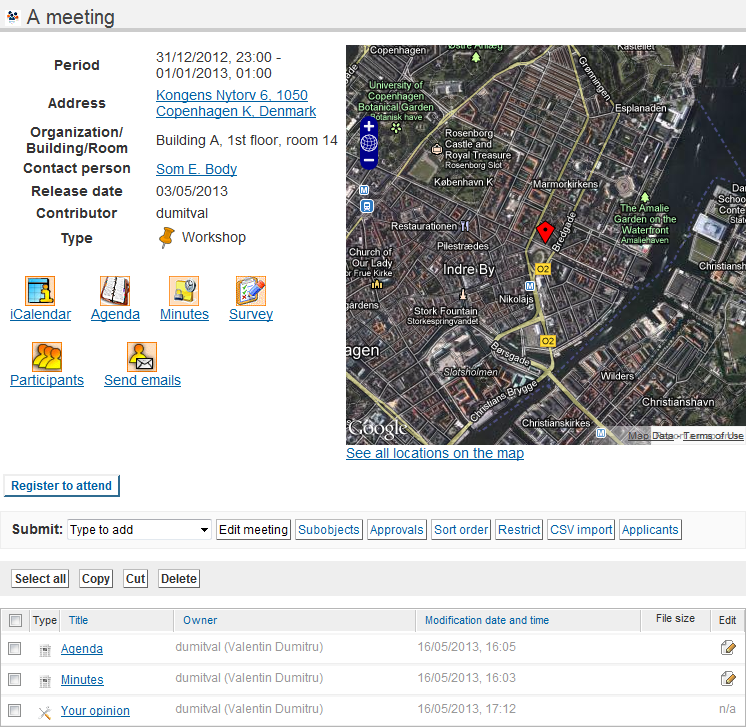 A meeting
Period
31/12/2012, 23:00 -
01/01/2013, 01:00
Address
Kongens Nytorv 6, 1050
Copenhagen K, Denmark
Organization/
Building/Room
Building A, 1st floor, room 14
Contact person
Som E. Body
Release date
03/05/2013
Contributor
dumitval
Type
Workshop
iCalendar
Agenda
Minutes
Survey
Participants
Send emails
Copenhagen
Østre Anlæg
Kastellet
Grønningen
University of
Copenhagen
Botanical Garden
Botanisk have
Esplanaden
Rosenborg
Castle and
Royal Treasure
Rosenborg Slot
København K
Marmorkirkens
The Amalie
Garden on the
Waterfront
Amaliehaven
Restaurationen
Bredgade
Pilestrædes
Church of
Our Lady
Indre By
O2
Nikolajs
Stork Fountain
Storkespringvandet
O2
Børsgade
Slotsholmen
Wilders
Christians Brygge
Christianshavn
Christianskirkes
Google
Map Data - Terms of Use
See all locations on the map
Register to attend
Submit:
Type to add
Edit meeting
Subobjects
Approvals
Sort order
Restrict
CSV import
Applicants
Select all
Copy
Cut
Delete
Type Title Owner Modification date and time File size Edit
Agenda dumitval (Valentin Dumitru) 16/05/2013, 16:05
Minutes dumitval (Valentin Dumitru) 16/05/2013, 16:03
Your opinion dumitval (Valentin Dumitru) 16/05/2013, 17:12 n/a